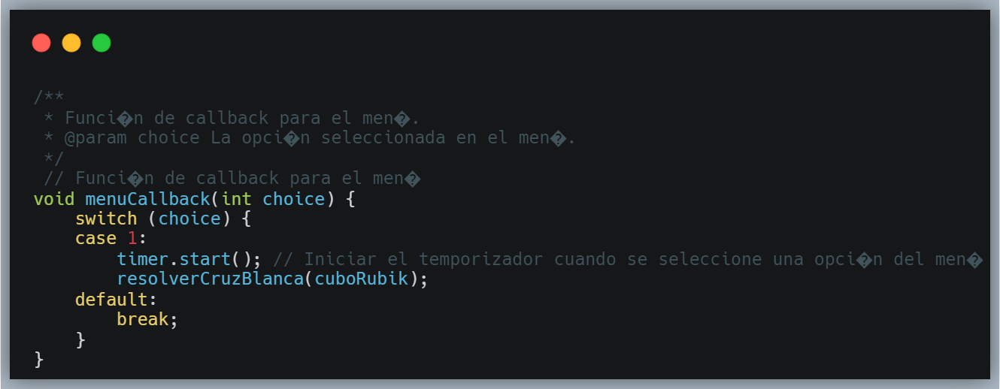 /**
 * Funci�n de callback para el men�.
 * @param choice La opci�n seleccionada en el men�.
 */
 // Funci�n de callback para el men�
void menuCallback(int choice) {
    switch (choice) {
    case 1:
        timer.start(); // Iniciar el temporizador cuando se seleccione una opci�n del men�
        resolverCruzBlanca(cuboRubik);
    default:
        break;
    }
}